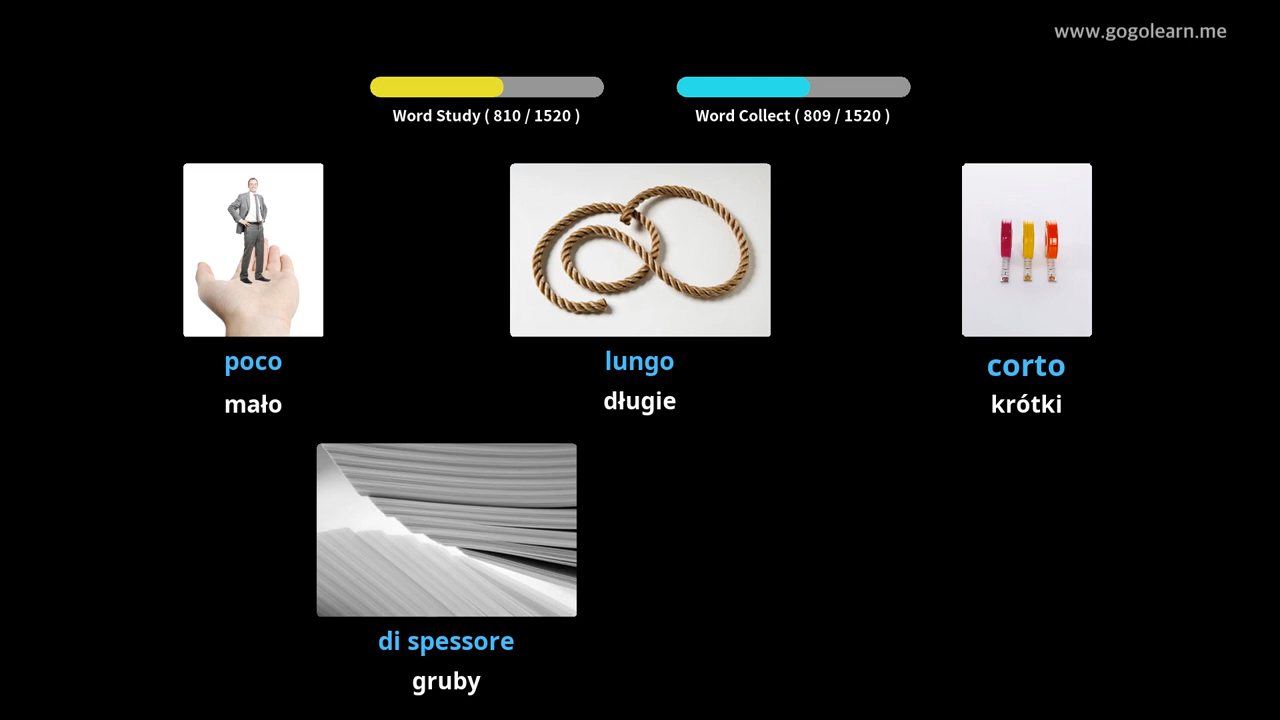 www.gogolearn.me
Word Study ( 810 / 1520 )
Word Collect ( 809 / 1520 )
poco
mało
lungo
długie
corto
krótki
di spessore
gruby